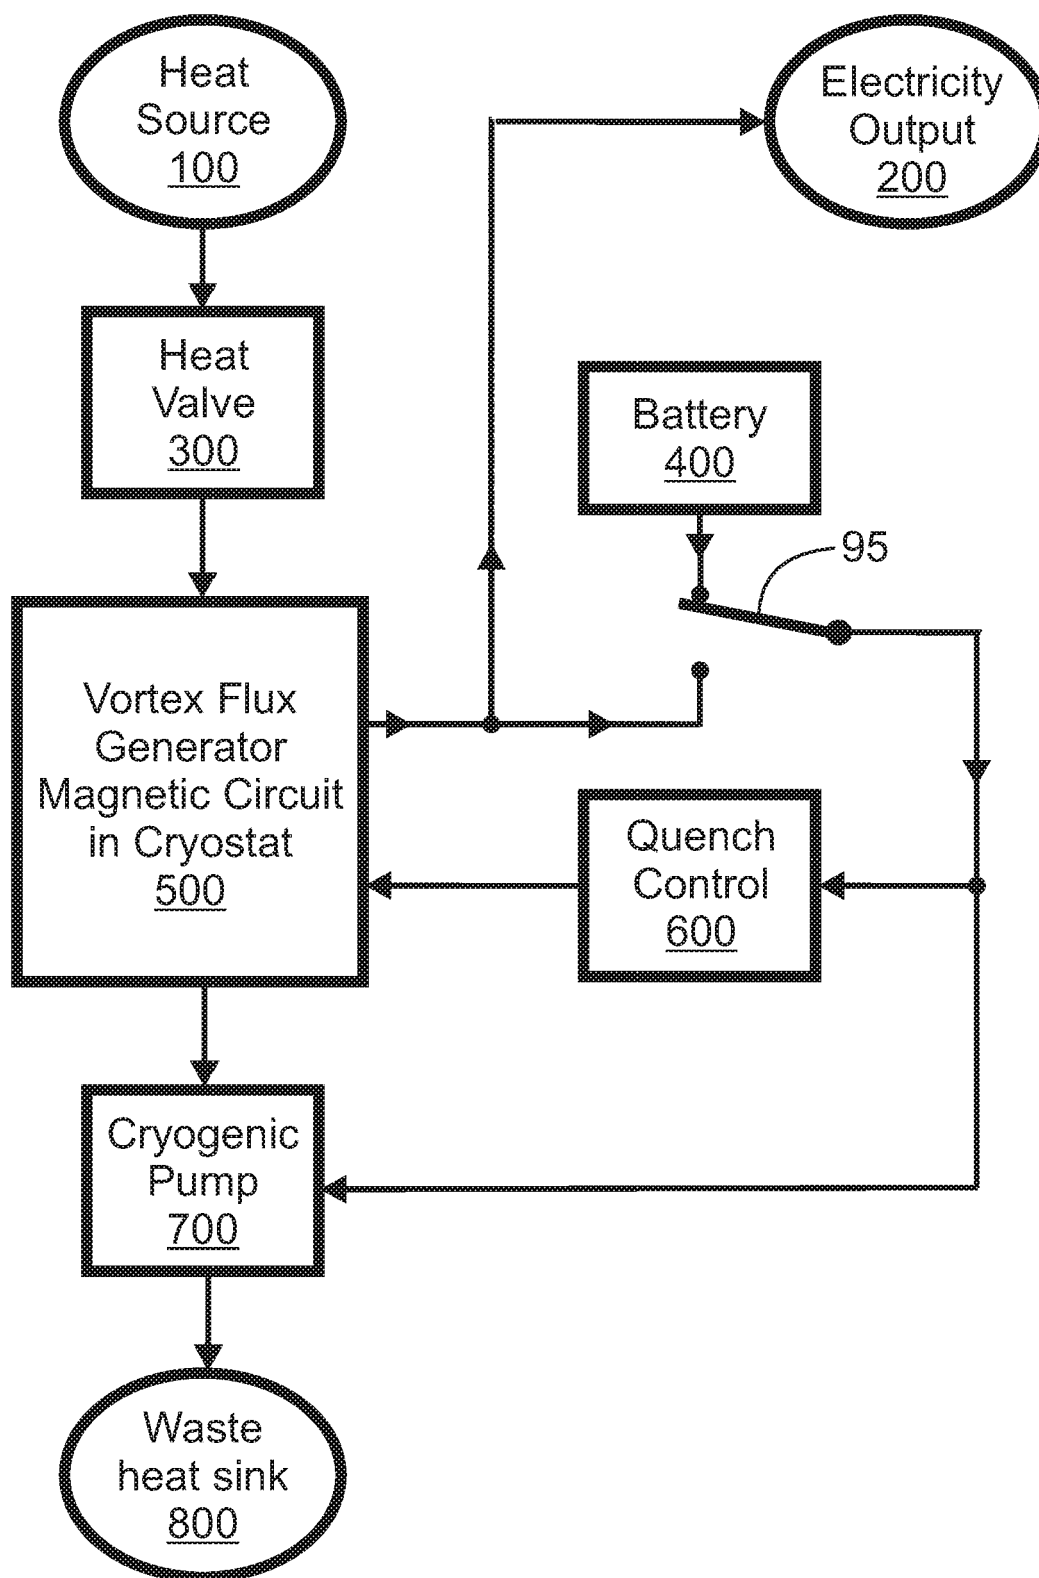 Heat
Source
100
Electricity
Output
200
Heat
Valve
300
Battery
400
95
Vortex Flux
Generator
Magnetic Circuit
in Cryostat
500
Quench
Control
600
Cryogenic
Pump
700
Waste
heat sink
800